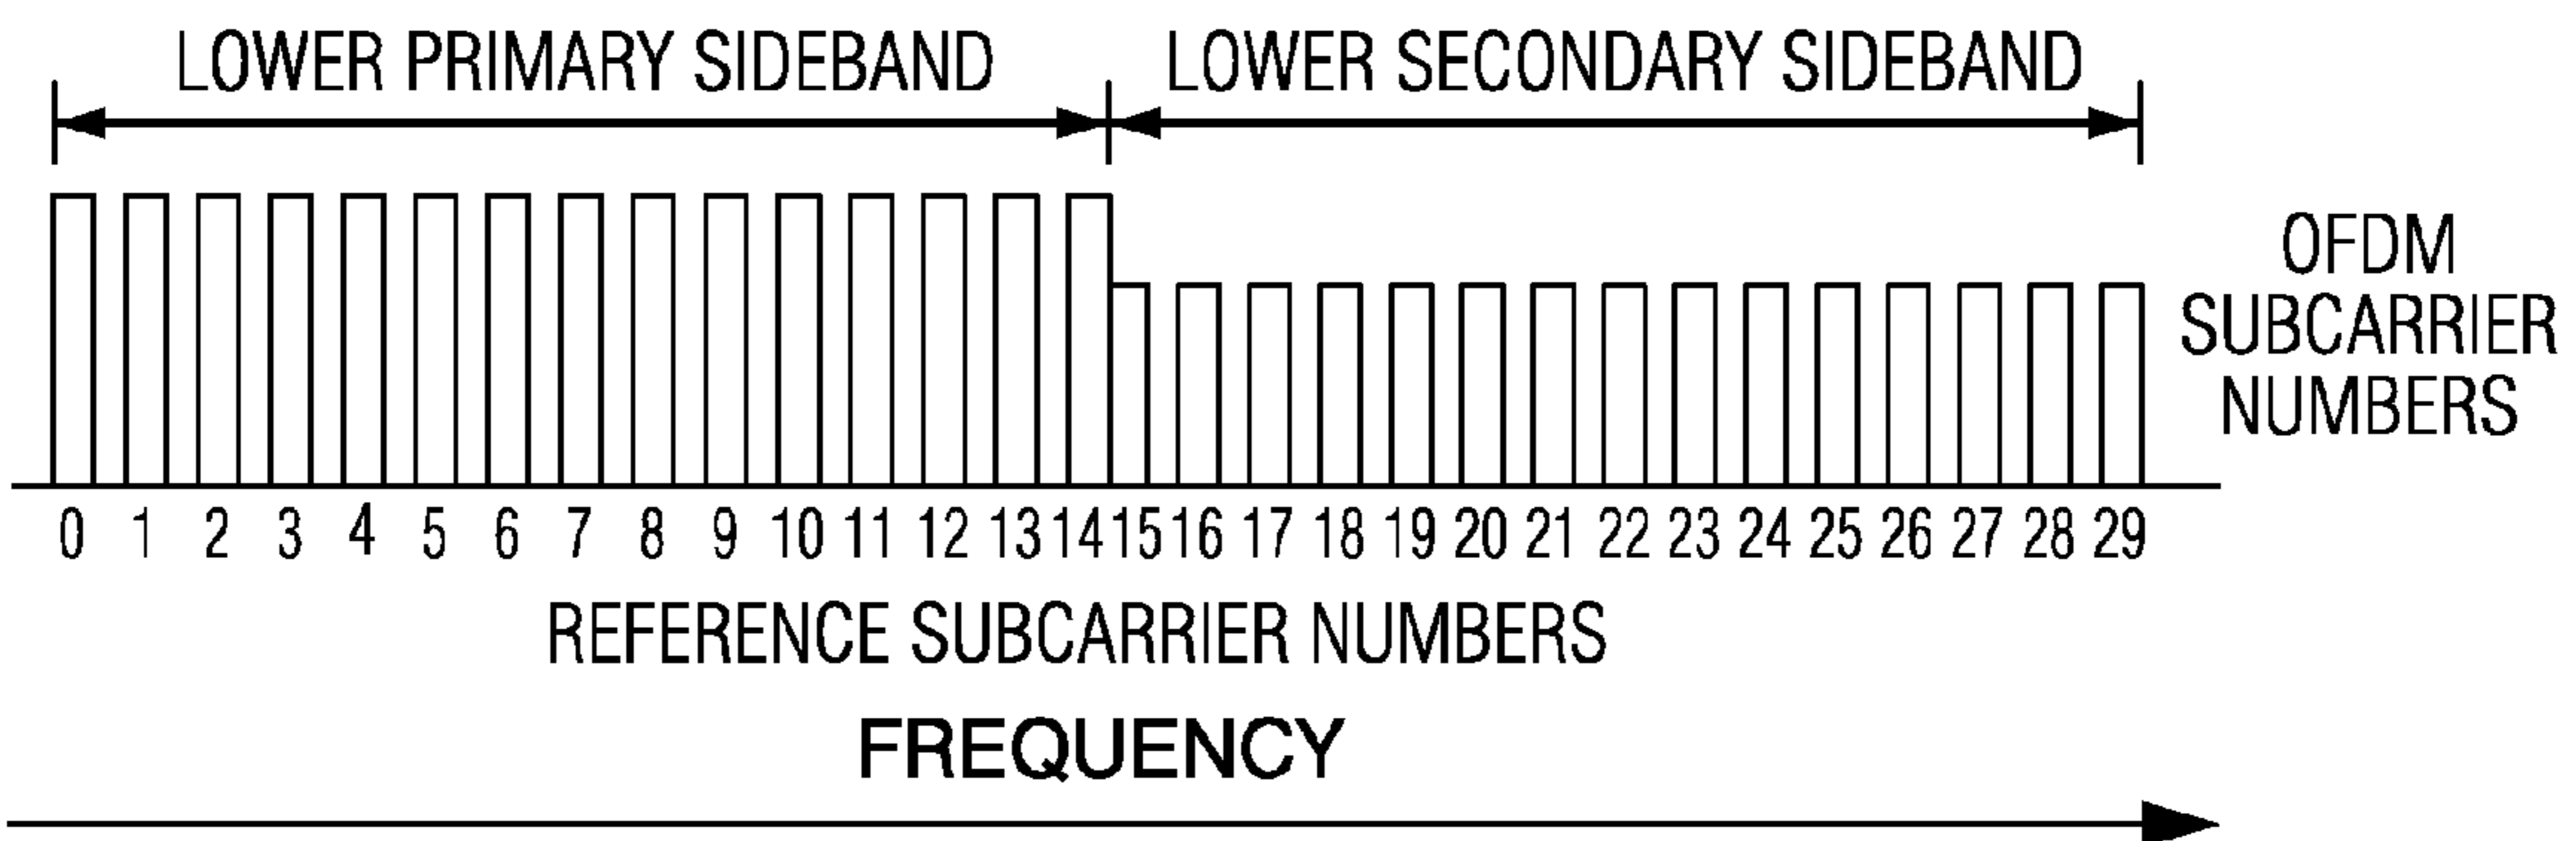 LOWER PRIMARY SIDEBAND LOWER SECONDARY SIDEBAND
OFDM
SUBCARRIER
NUMBERS
0 1 2 3 4 5 6 7 8 9 10 11 12 13 14 15 16 17 18 19 20 21 22 23 24 25 26 27 28 29
REFERENCE SUBCARRIER NUMBERS
FREQUENCY